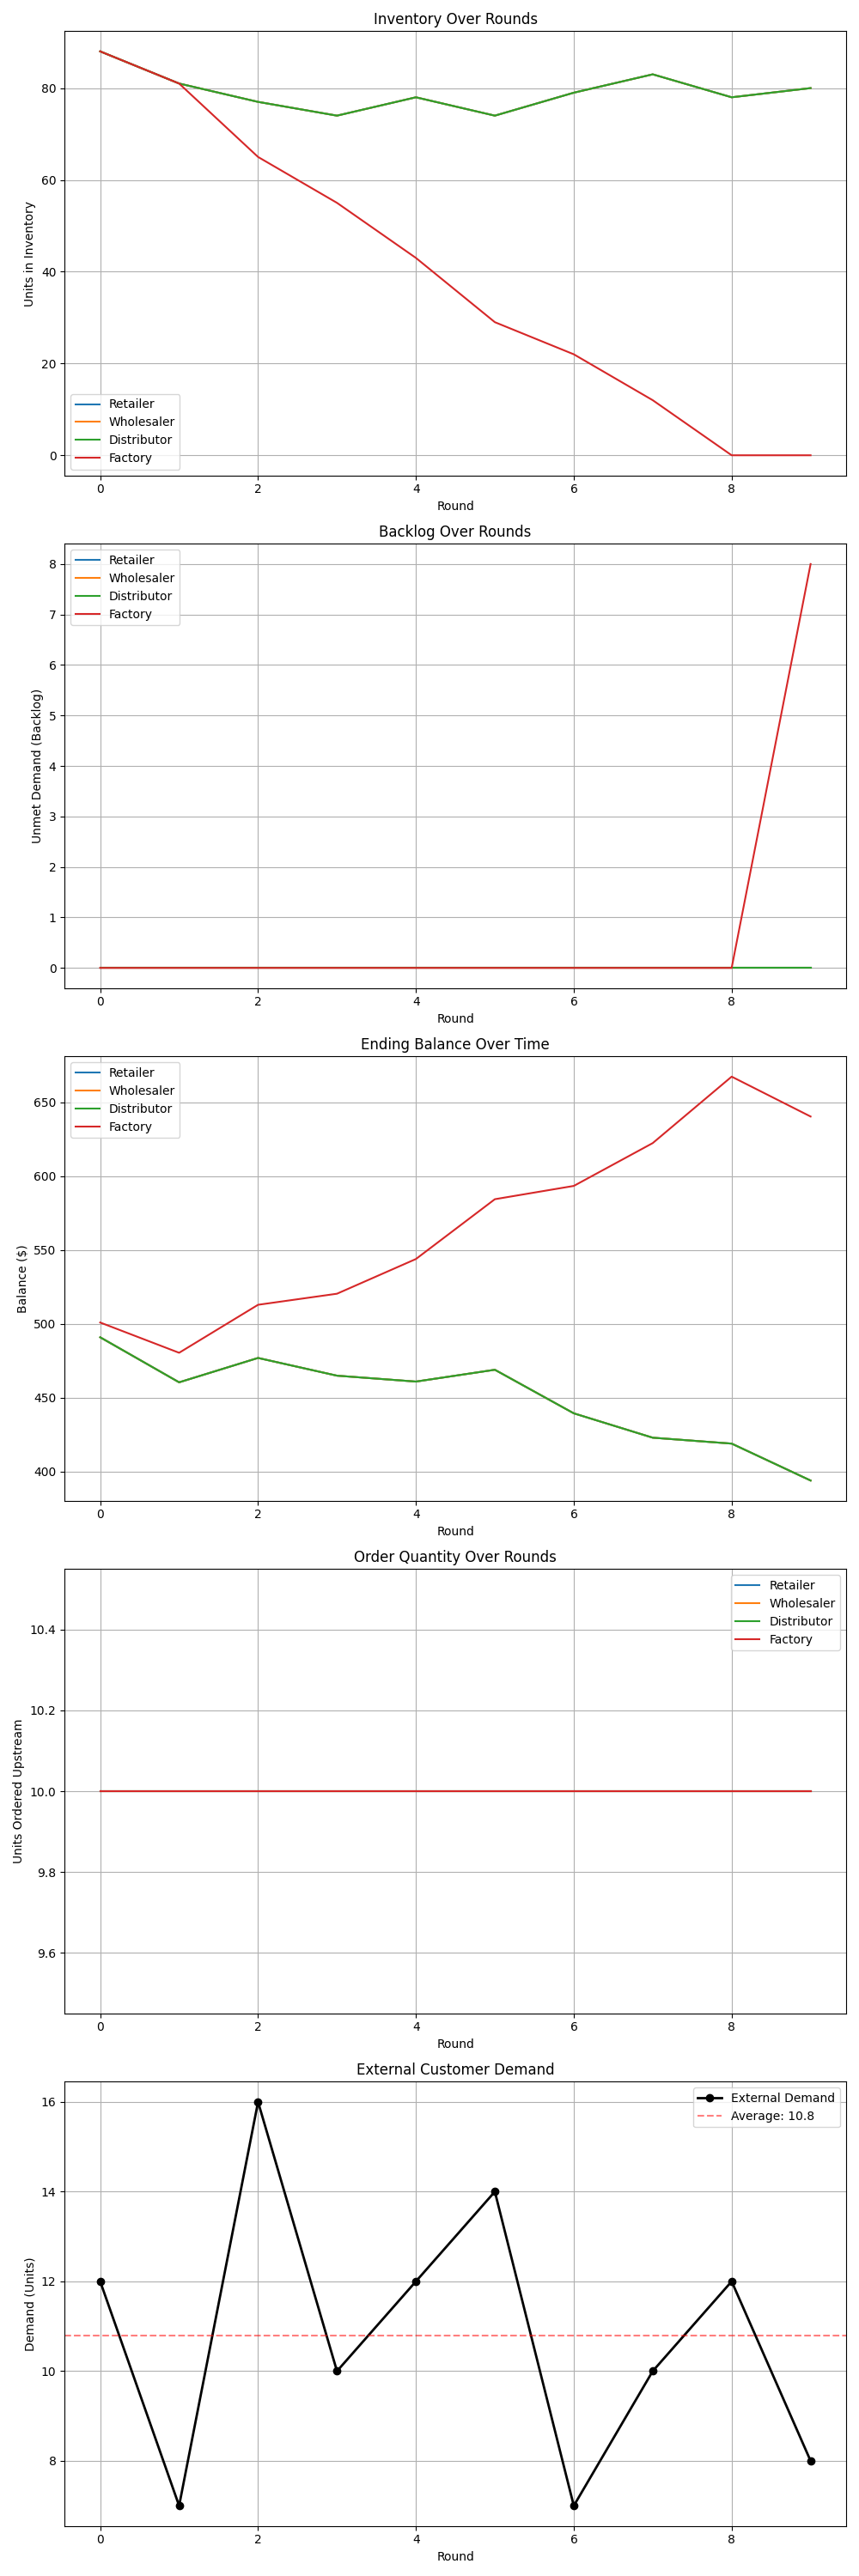 Inventory Over Rounds
Units in Inventory
80
60
40
20
0
Retailer
Wholesaler
Distributor
Factory
0 2 4 6 8
Round
Backlog Over Rounds
Unmet Demand (Backlog)
8
7
6
5
4
3
2
1
0
Retailer
Wholesaler
Distributor
Factory
0 2 4 6 8
Round
Ending Balance Over Time
Balance ($)
650
600
550
500
450
400
Retailer
Wholesaler
Distributor
Factory
0 2 4 6 8
Round
Order Quantity Over Rounds
Units Ordered Upstream
10.4
10.2
10.0
9.8
9.6
Retailer
Wholesaler
Distributor
Factory
0 2 4 6 8
Round
External Customer Demand
Demand (Units)
16
14
12
10
8
External Demand
Average: 10.8
0 2 4 6 8
Round